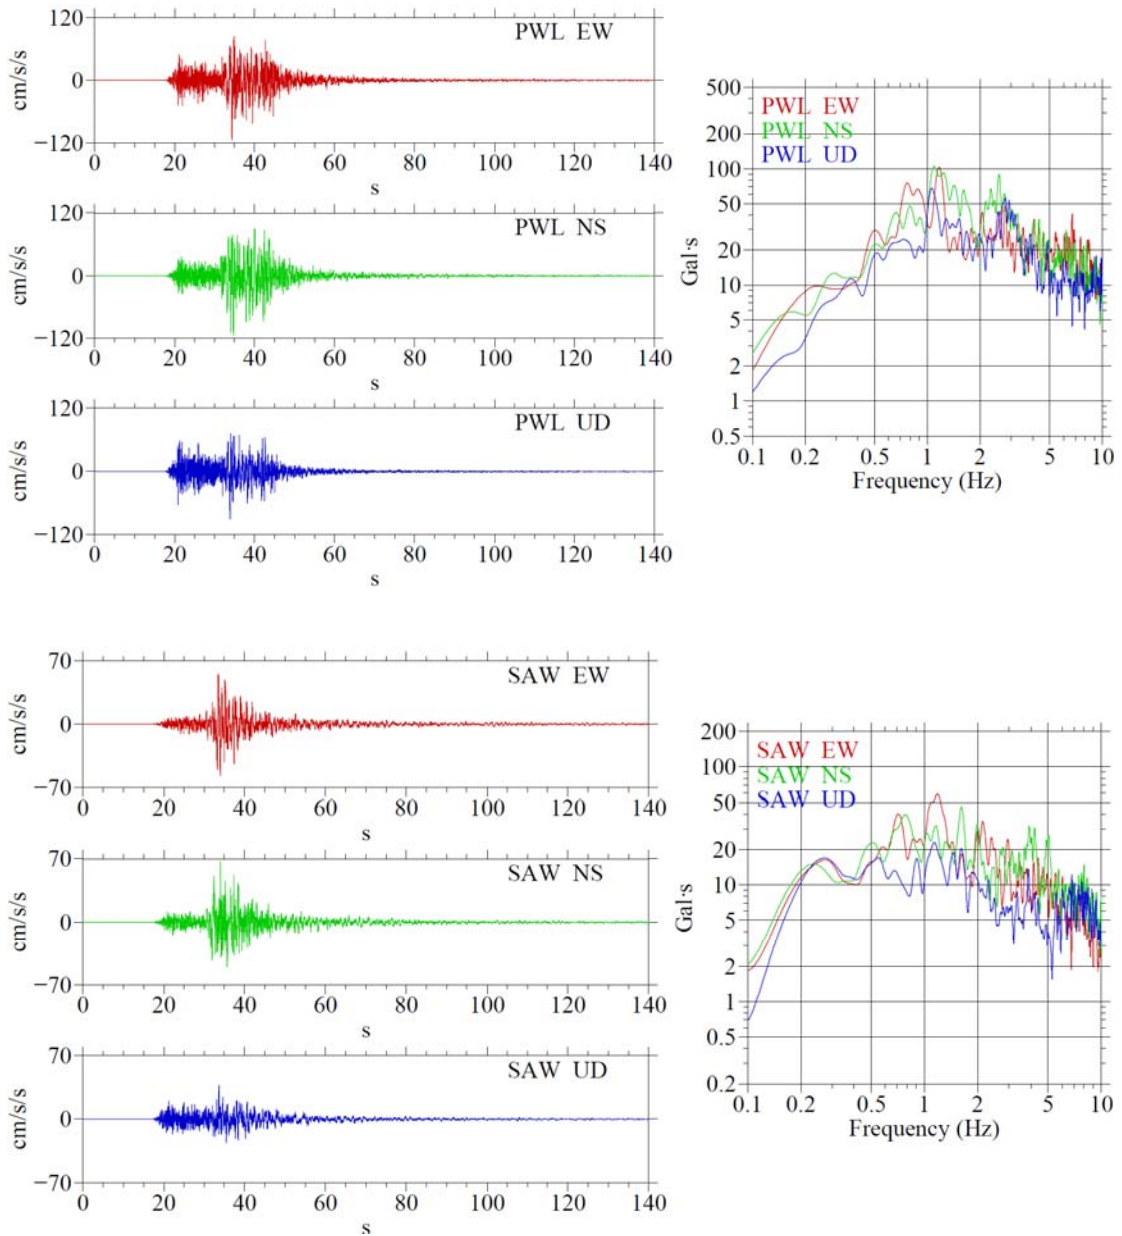 120
PWL EW
cm/s/s
0
−120
0 20 40 60 80 100 120 140
s
120
PWL NS
cm/s/s
0
−120
0 20 40 60 80 100 120 140
s
120
PWL UD
cm/s/s
0
−120
0 20 40 60 80 100 120 140
s
500
PWL EW
PWL NS
PWL UD
200
100
50
Gal·s
20
10
5
2
1
0.5
0.1 0.2 0.5 1 2 5 10
Frequency (Hz)
70
SAW EW
cm/s/s
0
−70
0 20 40 60 80 100 120 140
s
70
SAW NS
cm/s/s
0
−70
0 20 40 60 80 100 120 140
s
70
SAW UD
cm/s/s
0
−70
0 20 40 60 80 100 120 140
s
200
SAW EW
100
SAW NS
SAW UD
50
20
Gal·s
10
5
2
1
0.5
0.2
0.1 0.2 0.5 1 2 5 10
Frequency (Hz)